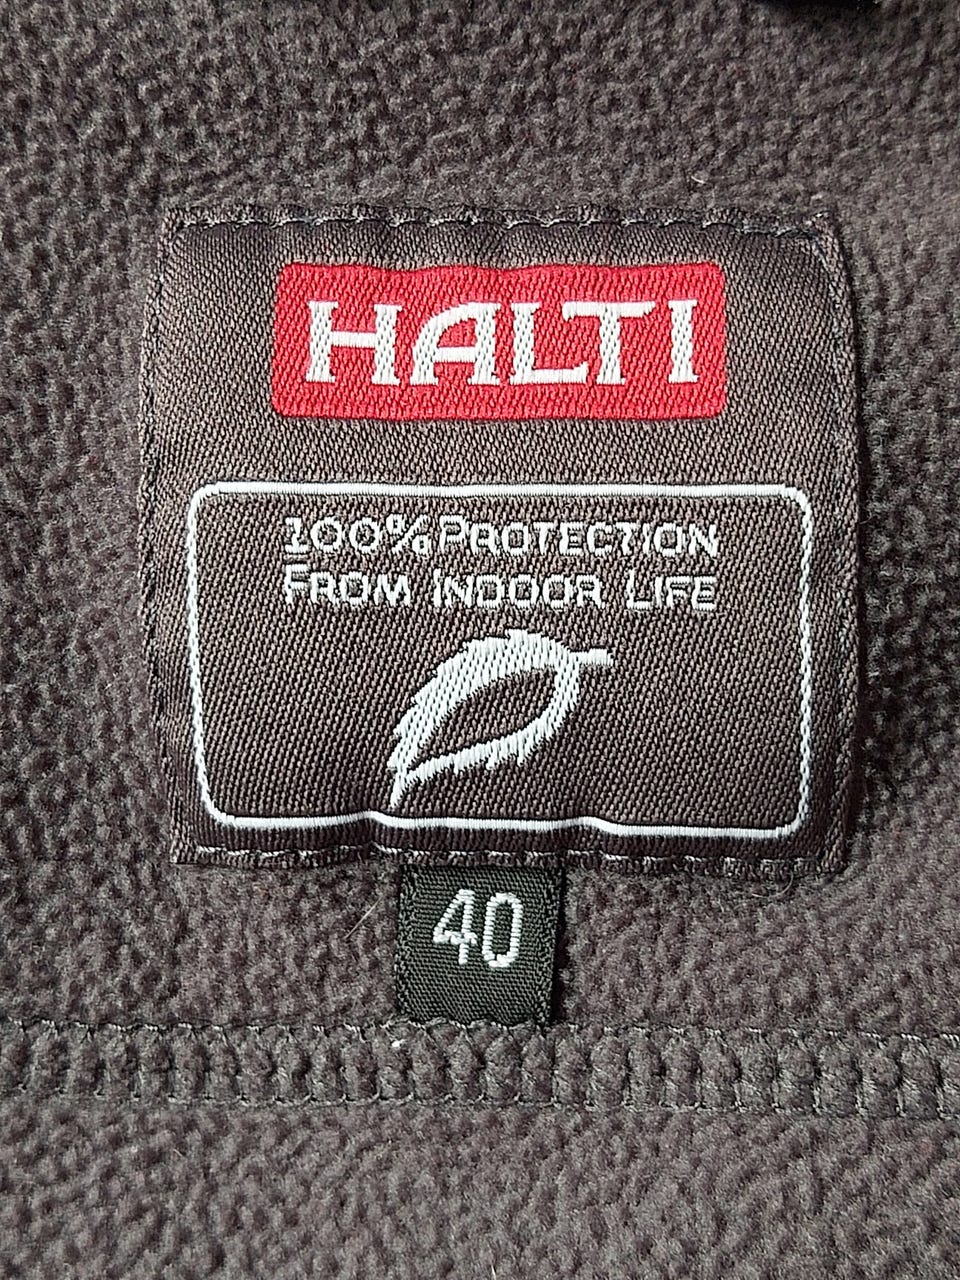 HALTI
100% PROTECTION
FROM INDOOR LIFE
40